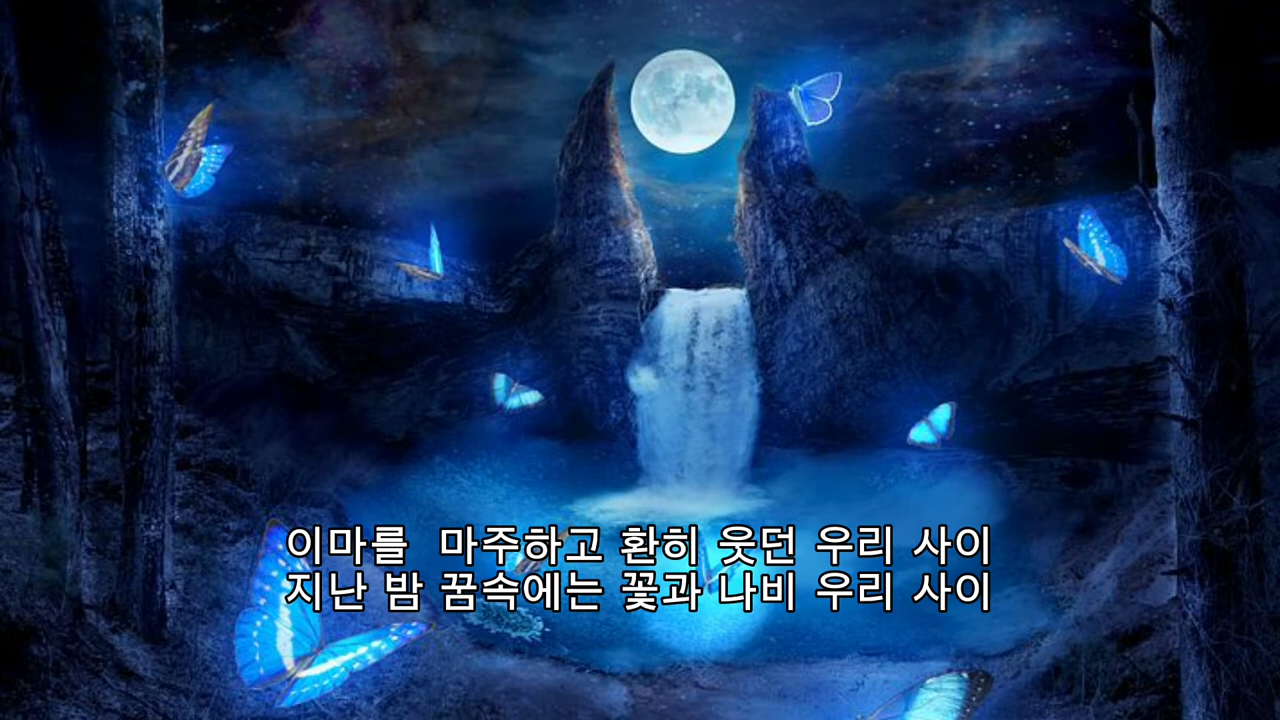 이마를  마주하고 환히 웃던 우리 사이
지난 밤 꿈속에는 꽃과 나비 우리 사이